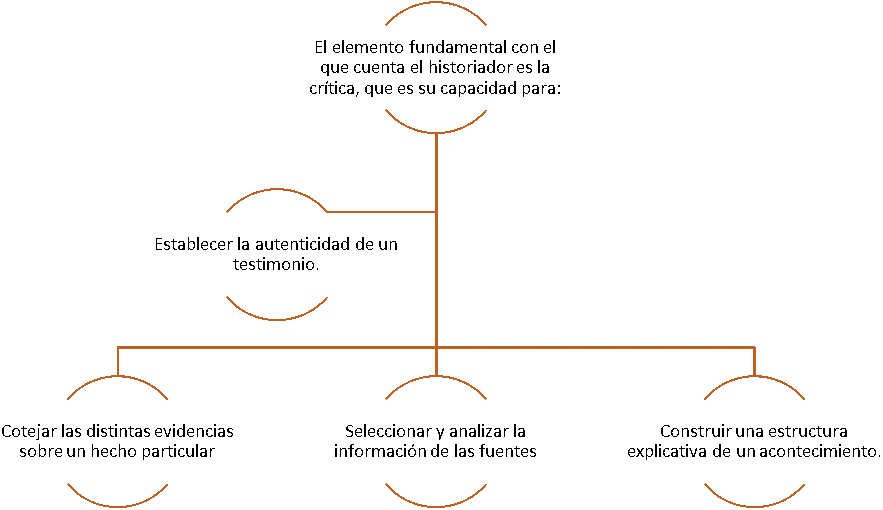 El elemento fundamental con el
que cuenta el historiador es la
crítica, que es su capacidad para:
Establecer la autenticidad de un
testimonio.
Cotejar las distintas evidencias
sobre un hecho particular
Seleccionar y analizar la
información de las fuentes
Construir una estructura
explicativa de un acontecimiento.